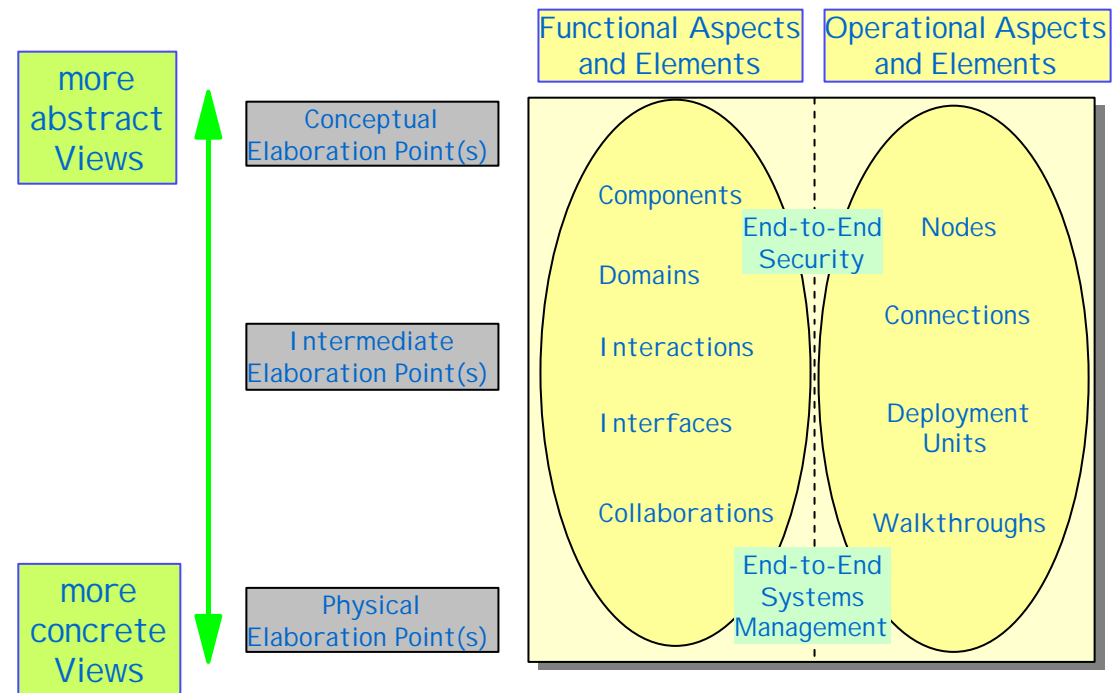 Functional Aspects
and Elements
Operational Aspects
and Elements
more
abstract
Views
Conceptual
Elaboration Point(s)
Components
End-to-End
Security
Nodes
Domains
Connections
Intermediate
Elaboration Point(s)
Interactions
Interfaces
Deployment
Units
Collaborations
Walkthroughs
End-to-End
Systems
Management
more
concrete
Views
Physical
Elaboration Point(s)